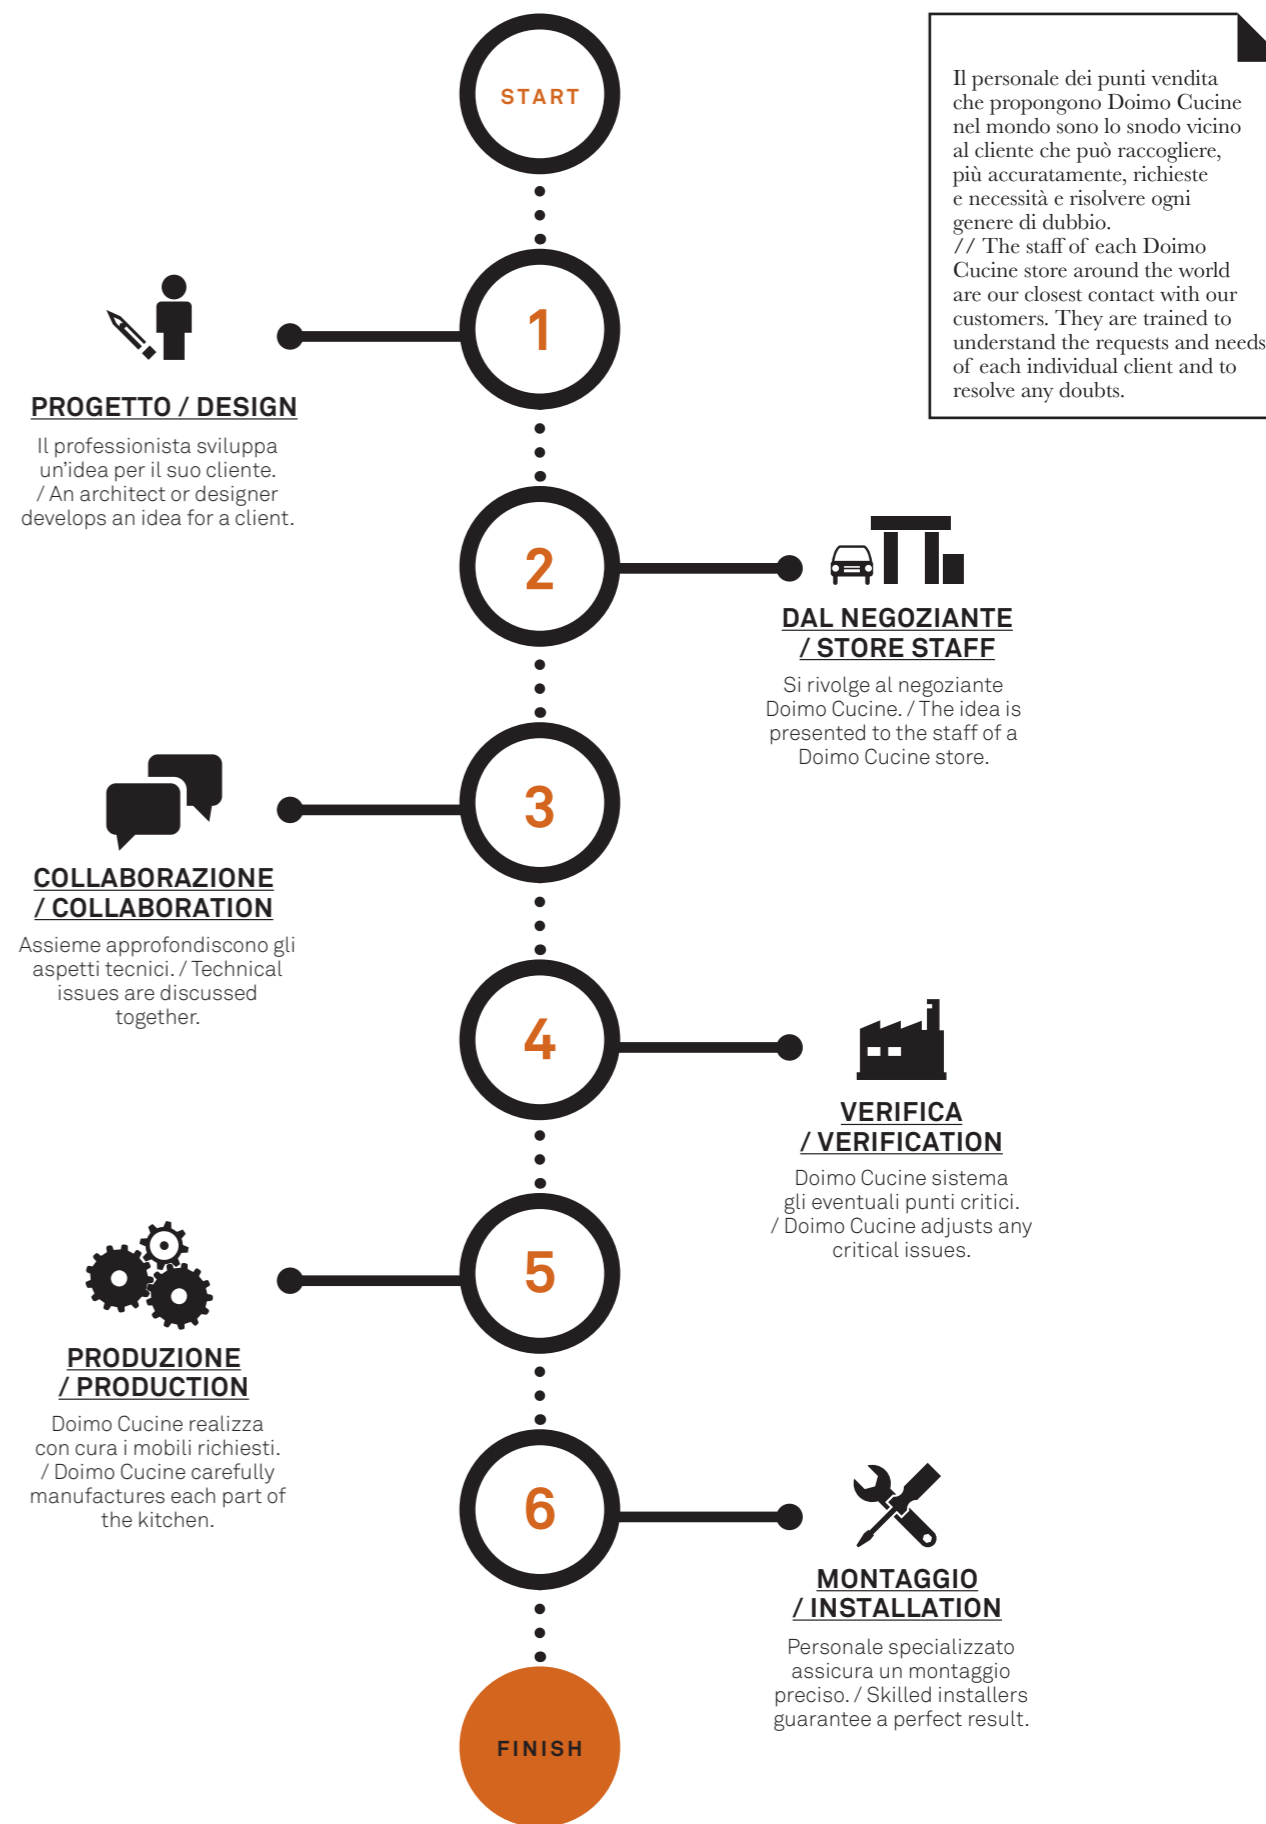 START
Il personale dei punti vendita
che propongono Doimo Cucine
nel mondo sono lo snodo vicino
al cliente che può raccogliere,
più accuratamente, richieste
e necessità e risolvere ogni
genere di dubbio.
// The staff of each Doimo
Cucine store around the world
are our closest contact with our
customers. They are trained to
understand the requests and needs
of each individual client and to
resolve any doubts.
1
PROGETTO / DESIGN
Il professionista sviluppa
un'idea per il suo cliente.
/ An architect or designer
develops an idea for a client.
2
DAL NEGOZIANTE
/ STORE STAFF
Si rivolge al negoziante
Doimo Cucine. / The idea is
presented to the staff of a
Doimo Cucine store.
3
COLLABORAZIONE
/ COLLABORATION
Assieme approfondiscono gli
aspetti tecnici. / Technical
issues are discussed
together.
4
VERIFICA
/ VERIFICATION
Doimo Cucine sistema
gli eventuali punti critici.
/ Doimo Cucine adjusts any
critical issues.
5
PRODUZIONE
/ PRODUCTION
Doimo Cucine realizza
con cura i mobili richiesti.
/ Doimo Cucine carefully
manufactures each part of
the kitchen.
6
MONTAGGIO
/ INSTALLATION
Personale specializzato
assicura un montaggio
preciso. / Skilled installers
guarantee a perfect result.
FINISH